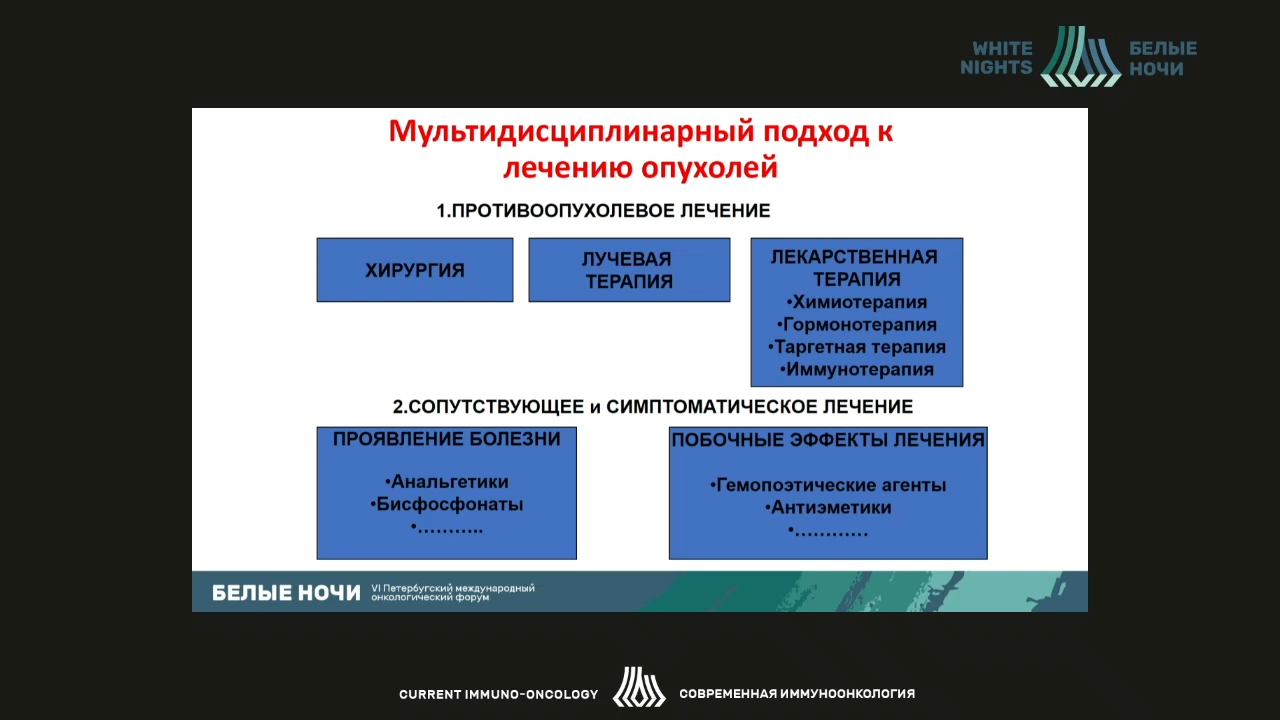 WHITE
NIGHTS
БЕЛЫЕ
НОЧИ
Мультидисциплинарный подход к
лечению опухолей
1.ПРОТИВООПУХОЛЕВОЕ ЛЕЧЕНИЕ
ХИРУРГИЯ
ЛУЧЕВАЯ
ТЕРАПИЯ
ЛЕКАРСТВЕННАЯ
ТЕРАПИЯ
•Химиотерапия
•Гормонотерапия
•Таргетная терапия
•Иммунотерапия
2.СОПУТСТВУЮЩЕЕ и СИМПТОМАТИЧЕСКОЕ ЛЕЧЕНИЕ
ПРОЯВЛЕНИЕ БОЛЕЗНИ
•Анальгетики
•Бисфосфонаты
•………..
ПОБОЧНЫЕ ЭФФЕКТЫ ЛЕЧЕНИЯ
•Гемопоэтические агенты
•Антиэметики
•…………
БЕЛЫЕ НОЧИ
VI Петербугский международный
онкологический форум
CURRENT IMMUNO-ONCOLOGY
СОВРЕМЕННАЯ ИММУНООНКОЛОГИЯ